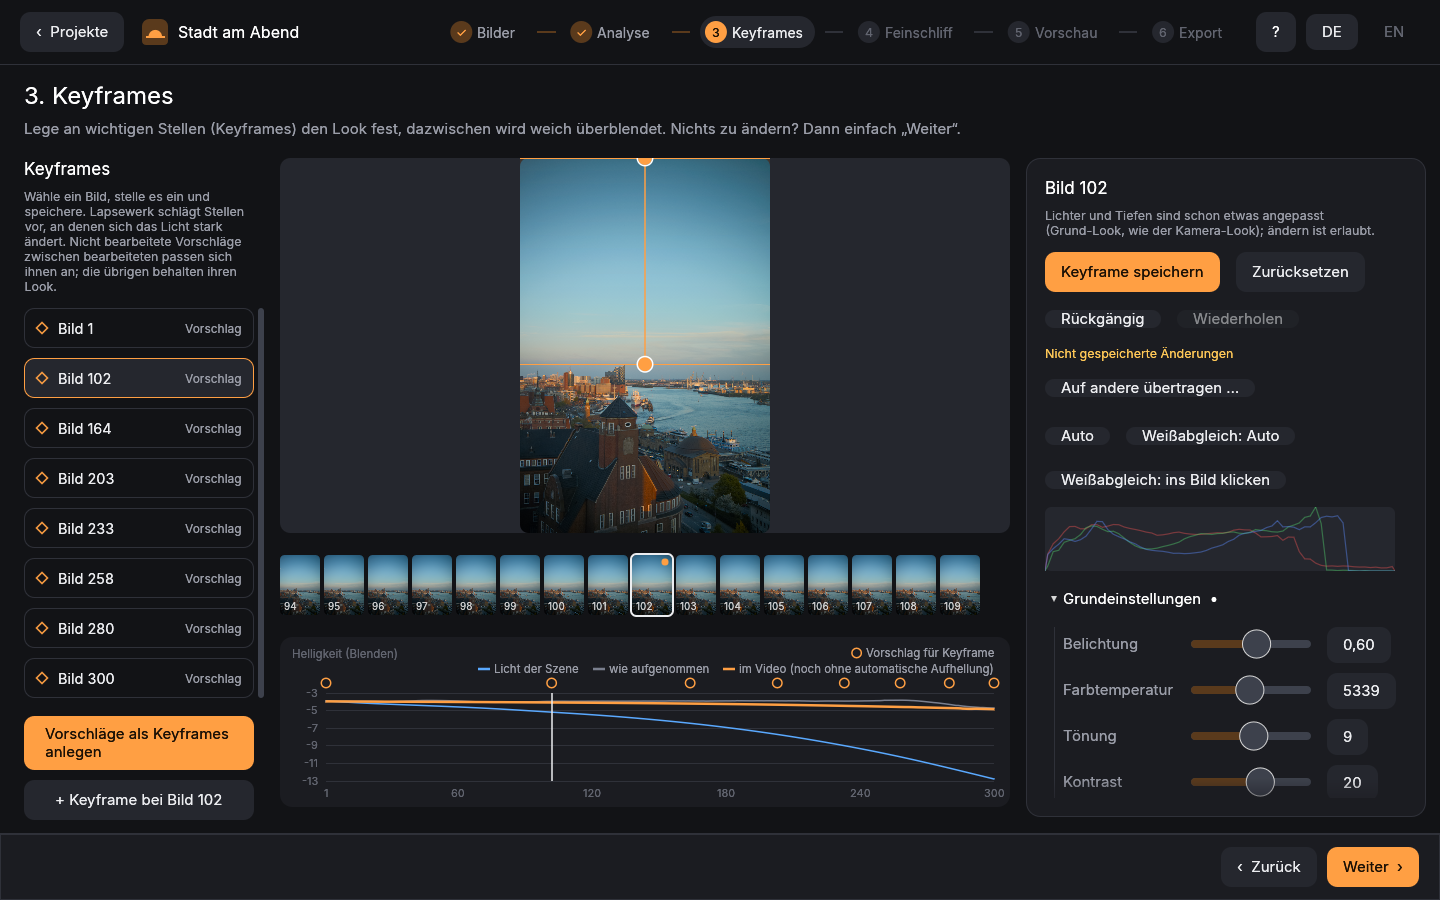 ‹ Projekte
Stadt am Abend
Bilder
Analyse
3 Keyframes
4 Feinschliff
5 Vorschau
6 Export
?
DE
EN
3. Keyframes
Lege an wichtigen Stellen (Keyframes) den Look fest, dazwischen wird weich überblendet. Nichts zu ändern? Dann einfach „Weiter“.
Keyframes
Wähle ein Bild, stelle es ein und
speichere. Lapsewerk schlägt Stellen
vor, an denen sich das Licht stark
ändert. Nicht bearbeitete Vorschläge
zwischen bearbeiteten passen sich
ihnen an; die übrigen behalten ihren
Look.
Bild 1 Vorschlag
Bild 102 Vorschlag
Bild 164 Vorschlag
Bild 203 Vorschlag
Bild 233 Vorschlag
Bild 258 Vorschlag
Bild 280 Vorschlag
Bild 300 Vorschlag
Vorschläge als Keyframes
anlegen
+ Keyframe bei Bild 102
94 95 96 97 98 99 100 101 102 103 104 105 106 107 108 109
Helligkeit (Blenden)
Vorschlag für Keyframe
Licht der Szene wie aufgenommen im Video (noch ohne automatische Aufhellung)
-3
-5
-7
-9
-11
-13
1 60 120 180 240 300
Bild 102
Lichter und Tiefen sind schon etwas angepasst
(Grund-Look, wie der Kamera-Look); ändern ist erlaubt.
Keyframe speichern
Zurücksetzen
Rückgängig
Wiederholen
Nicht gespeicherte Änderungen
Auf andere übertragen ...
Auto
Weißabgleich: Auto
Weißabgleich: ins Bild klicken
▾ Grundeinstellungen •
Belichtung 0,60
Farbtemperatur 5339
Tönung 9
Kontrast 20
‹ Zurück
Weiter ›